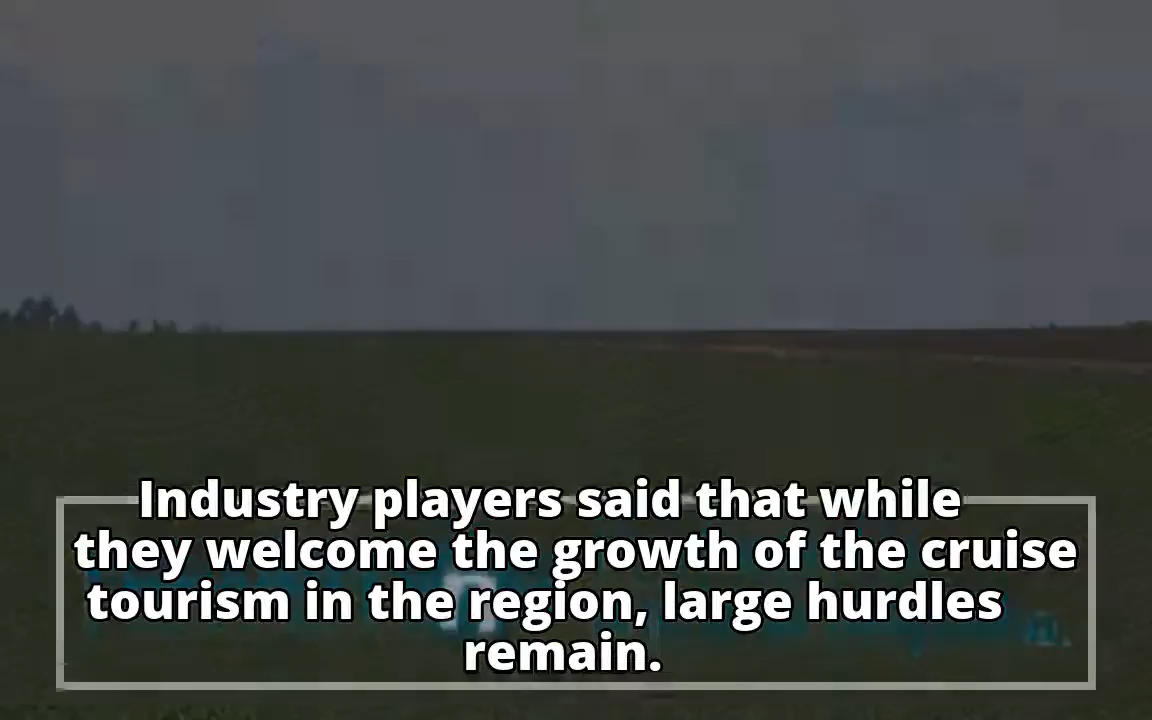 Industry players said that while
they welcome the growth of the cruise
tourism in the region, large hurdles
remain.